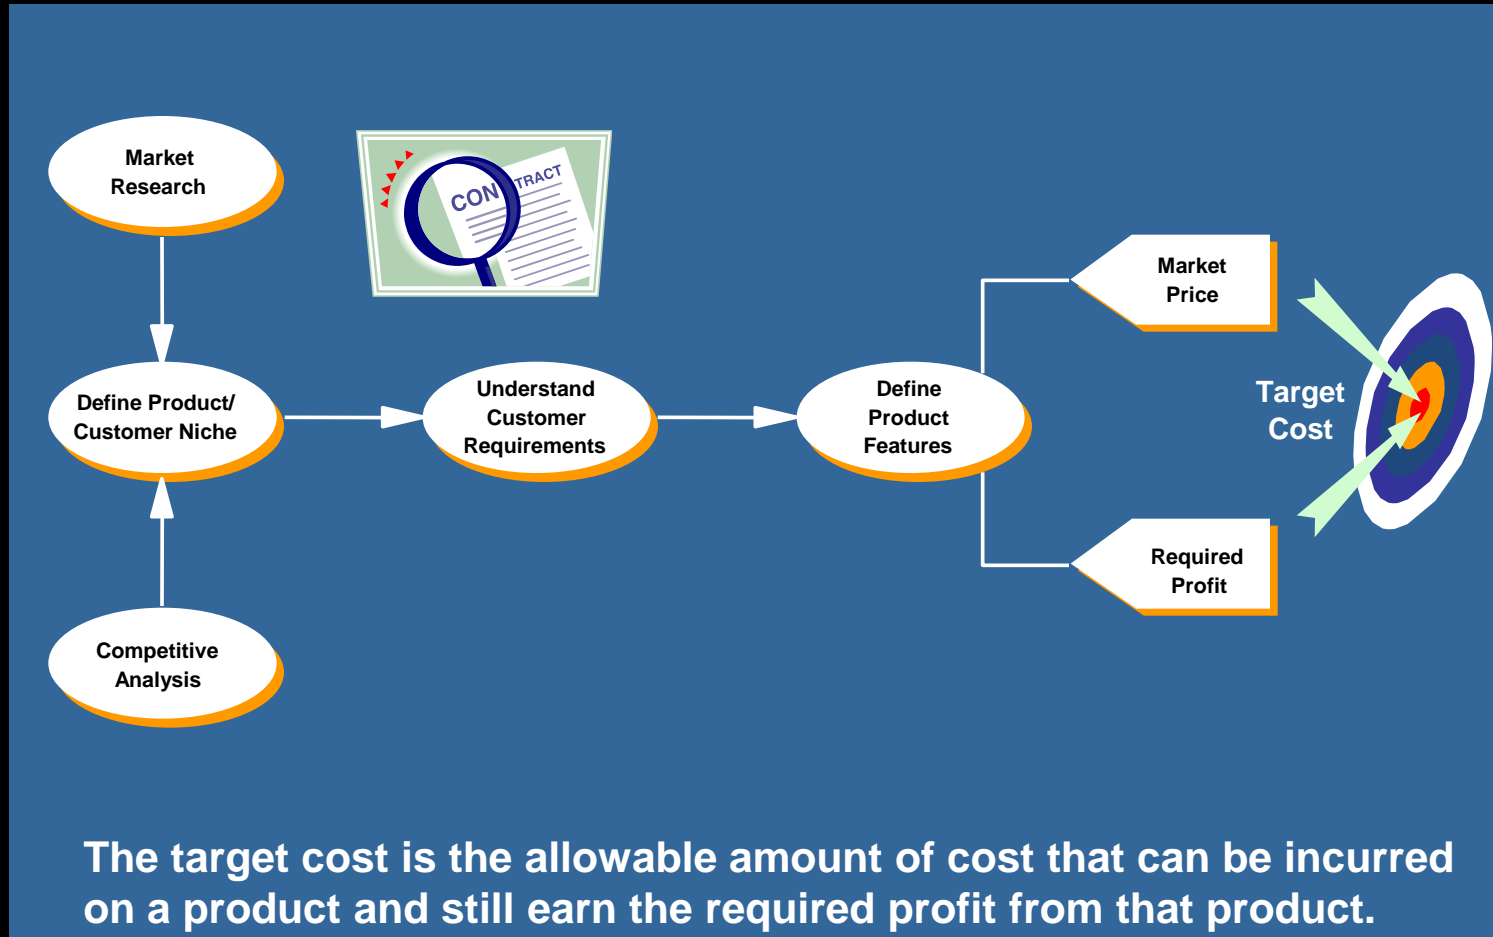 Market
Research
CONTRACT
Market
Price
Define Product/
Customer Niche
Understand
Customer
Requirements
Define
Product
Features
Target
Cost
Required
Profit
Competitive
Analysis
The target cost is the allowable amount of cost that can be incurred
on a product and still earn the required profit from that product.